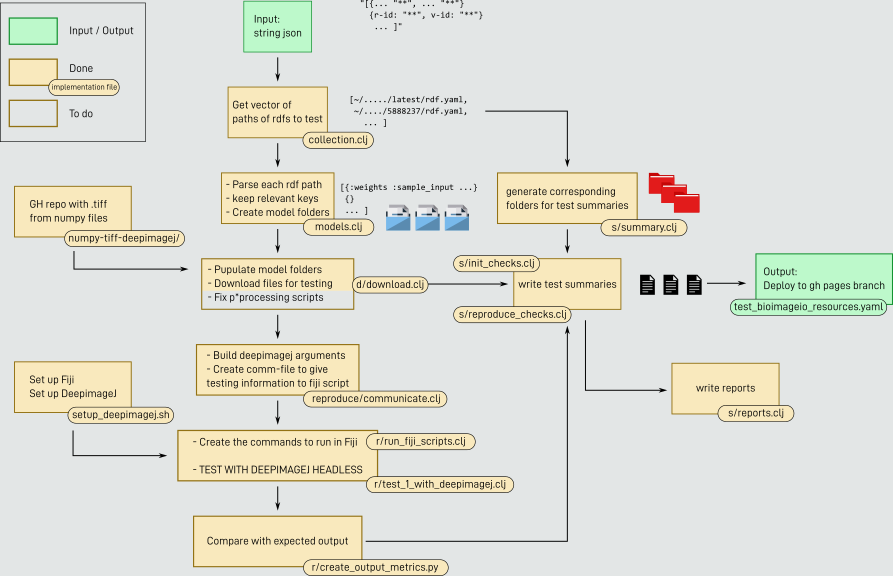 "[{... "**", ... "**"}
{r-id: "**", v-id: "**"}
... ]"
Input:
string json
Input / Output
Done
implementation file
To do
Get vector of
paths of rdfs to test
collection.clj
[~/...../latest/rdf.yaml,
~/..../5888237/rdf.yaml,
... ]
- Parse each rdf path
- keep relevant keys
- Create model folders
models.clj
[{:weights :sample_input ...}
{}
... ]
generate corresponding
folders for test summaries
s/summary.clj
GH repo with .tiff
from numpy files
numpy-tiff-deepimagej/
- Pupulate model folders
- Download files for testing
- Fix p*processing scripts
d/download.clj
s/init_checks.clj
write test summaries
s/reproduce_checks.clj
Output:
Deploy to gh pages branch
test_bioimageio_resources.yaml
- Build deepimagej arguments
- Create comm-file to give
testing information to fiji script
reproduce/communicate.clj
Set up Fiji
Set up DeepimageJ
setup_deepimagej.sh
write reports
s/reports.clj
- Create the commands to run in Fiji
r/run_fiji_scripts.clj
- TEST WITH DEEPIMAGEJ HEADLESS
r/test_1_with_deepimagej.clj
Compare with expected output
r/create_output_metrics.py